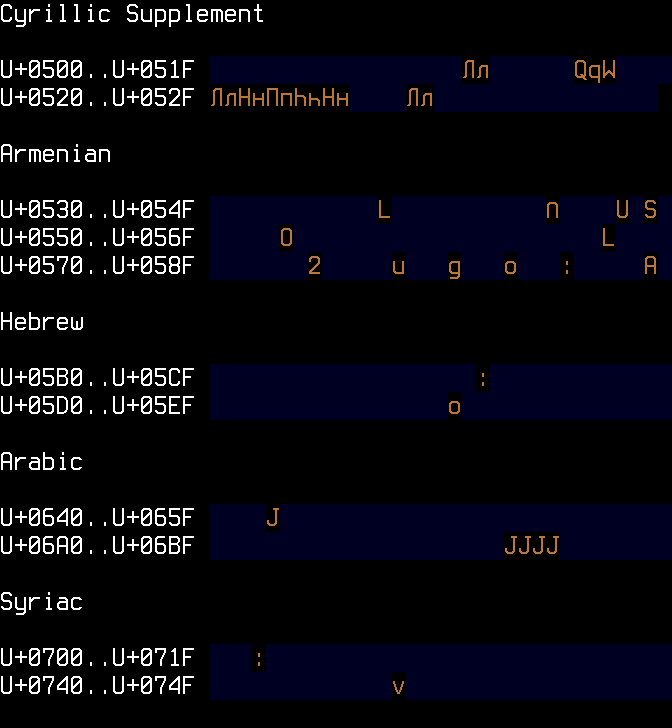 Cyrillic Supplement
U+0500..U+051F Лл QqW
U+0520..U+052F ЛлНнПпҺһНн Лл
Armenian
U+0530..U+054F L Ո U S
U+0550..U+056F O L
U+0570..U+058F 2 u g o : A
Hebrew
U+05B0..U+05CF :
U+05D0..U+05EF o
Arabic
U+0640..U+065F J
U+06A0..U+06BF JJJJ
Syriac
U+0700..U+071F :
U+0740..U+074F v